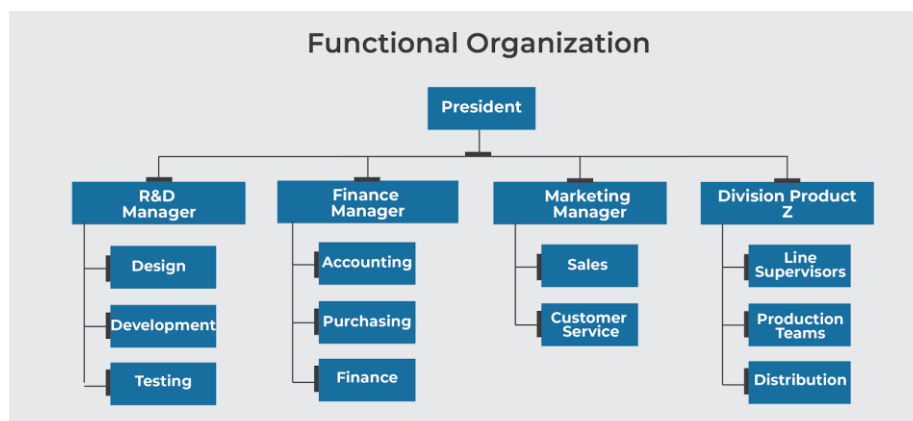 Functional Organization
President
R&D
Manager
Finance
Manager
Marketing
Manager
Division Product
Z
Design
Development
Testing
Accounting
Purchasing
Finance
Sales
Customer
Service
Line
Supervisors
Production
Teams
Distribution